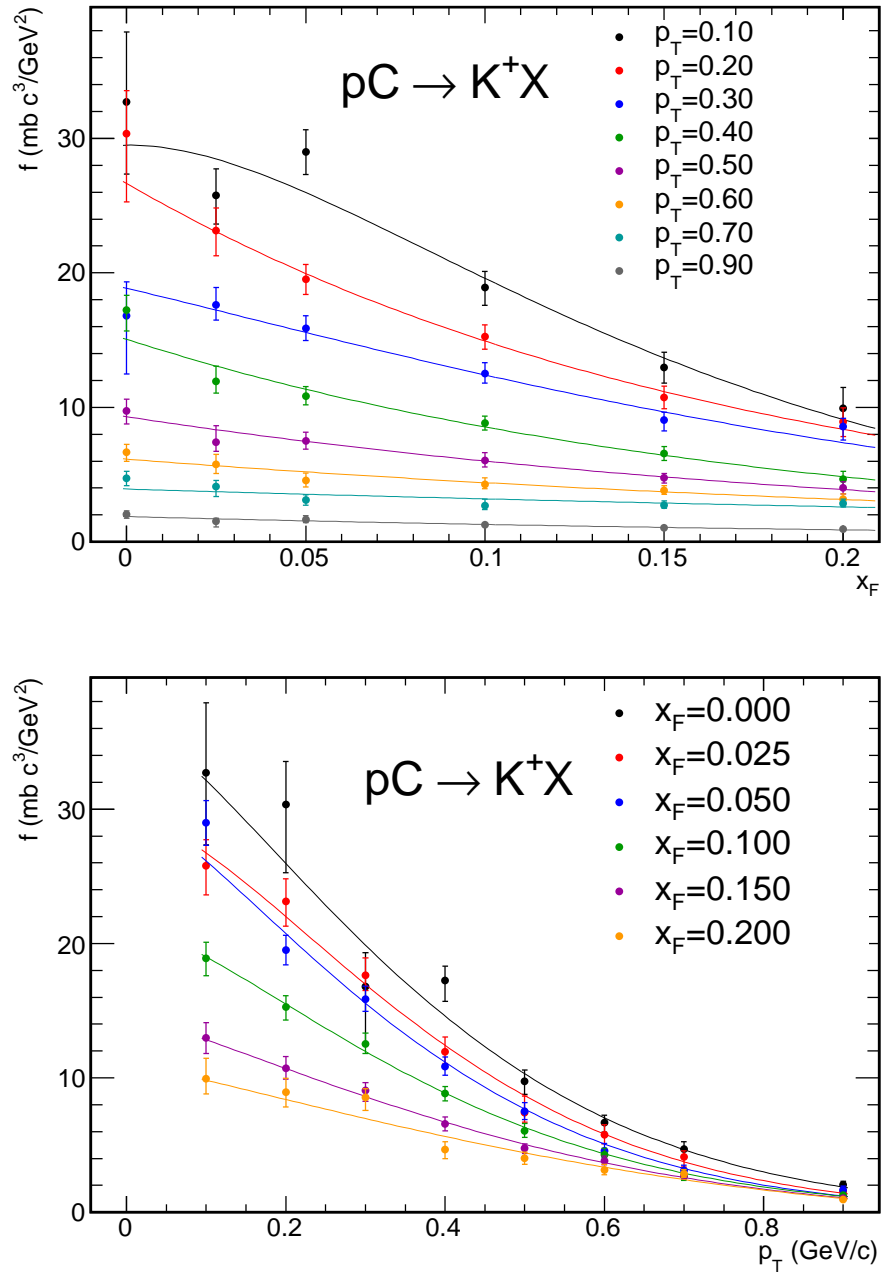 f (mb c³/GeV²)
pC → K⁺X
p_T=0.10
p_T=0.20
p_T=0.30
p_T=0.40
p_T=0.50
p_T=0.60
p_T=0.70
p_T=0.90
30
20
10
0
0 0.05 0.1 0.15 0.2
x_F
f (mb c³/GeV²)
pC → K⁺X
x_F=0.000
x_F=0.025
x_F=0.050
x_F=0.100
x_F=0.150
x_F=0.200
30
20
10
0
0 0.2 0.4 0.6 0.8
p_T (GeV/c)